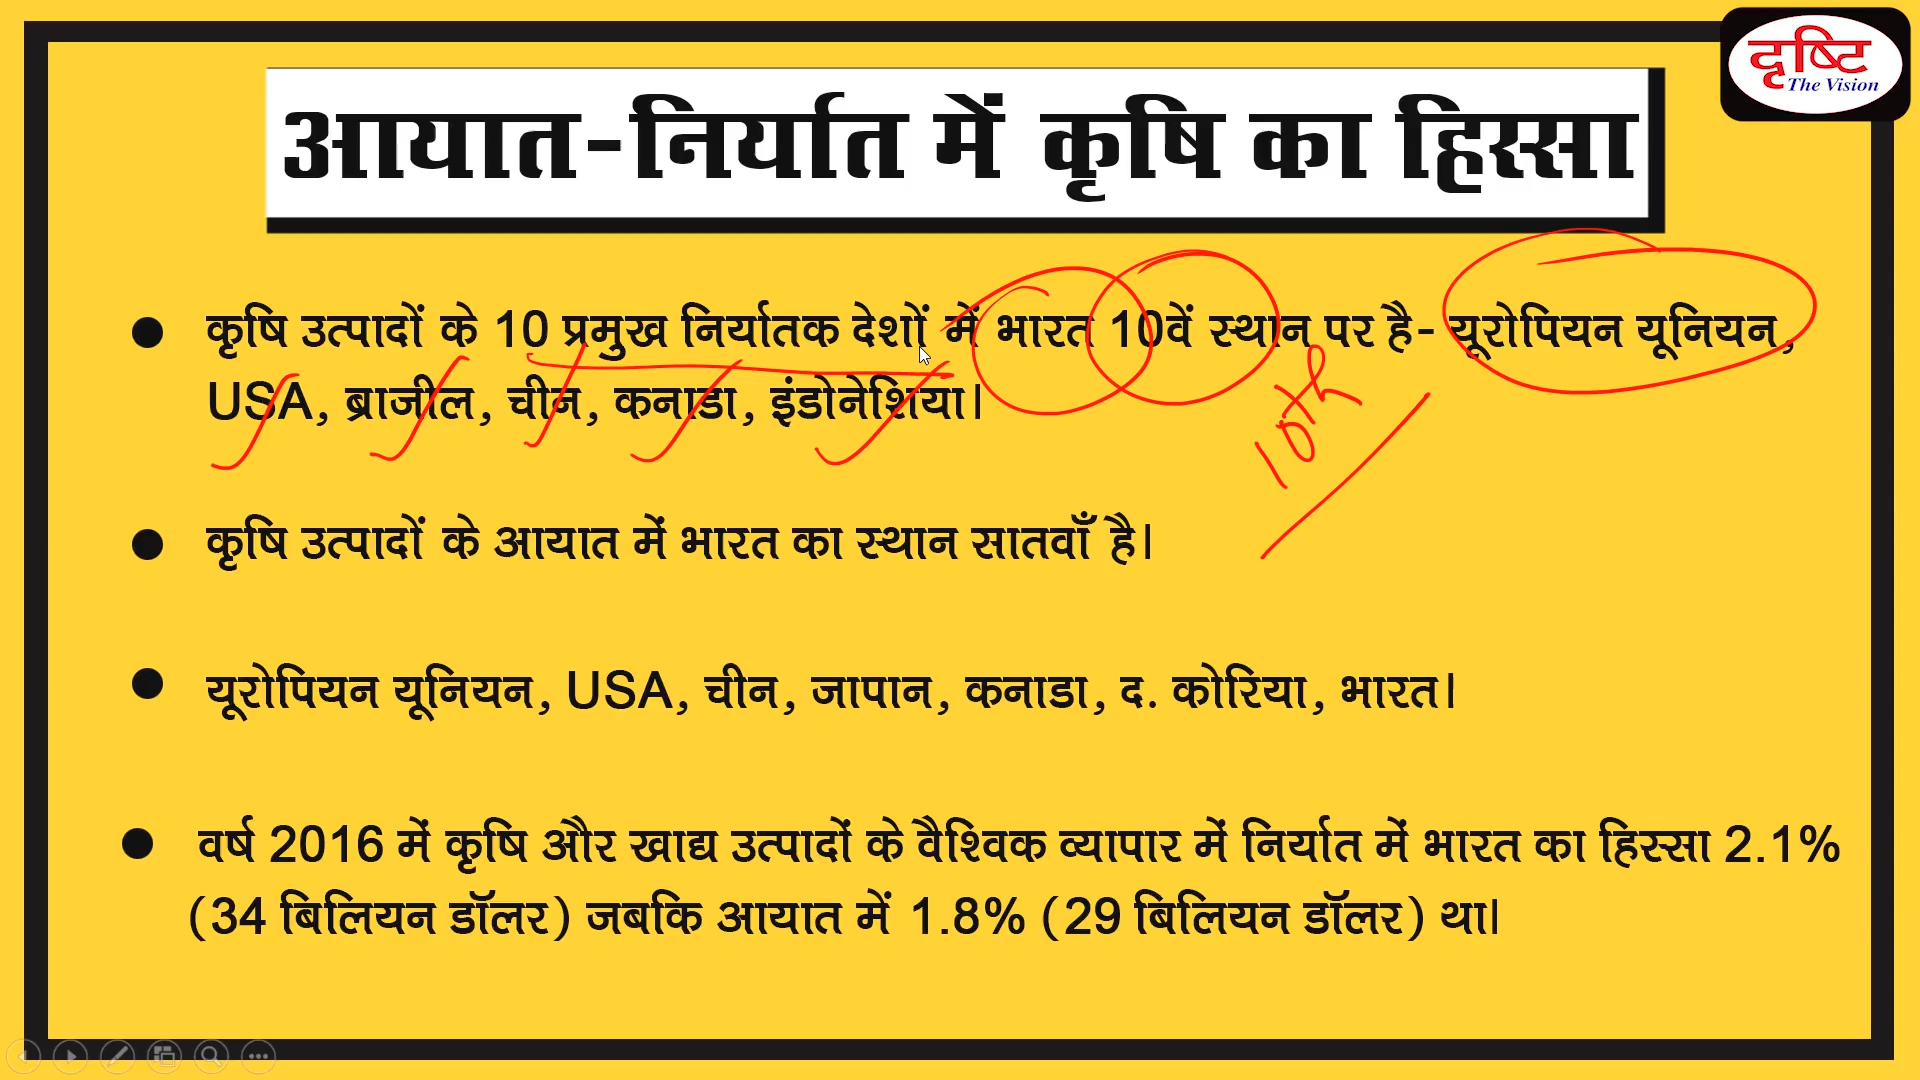 दृष्टि
The Vision
आयात-निर्यात में कृषि का हिस्सा
कृषि उत्पादों के 10 प्रमुख निर्यातक देशों में भारत 10वें स्थान पर है- यूरोपियन यूनियन,
USA, ब्राजील, चीन, कनाडा, इंडोनेशिया।
10th
कृषि उत्पादों के आयात में भारत का स्थान सातवाँ है।
यूरोपियन यूनियन, USA, चीन, जापान, कनाडा, द. कोरिया, भारत।
वर्ष 2016 में कृषि और खाद्य उत्पादों के वैश्विक व्यापार में निर्यात में भारत का हिस्सा 2.1%
(34 बिलियन डॉलर) जबकि आयात में 1.8% (29 बिलियन डॉलर) था।